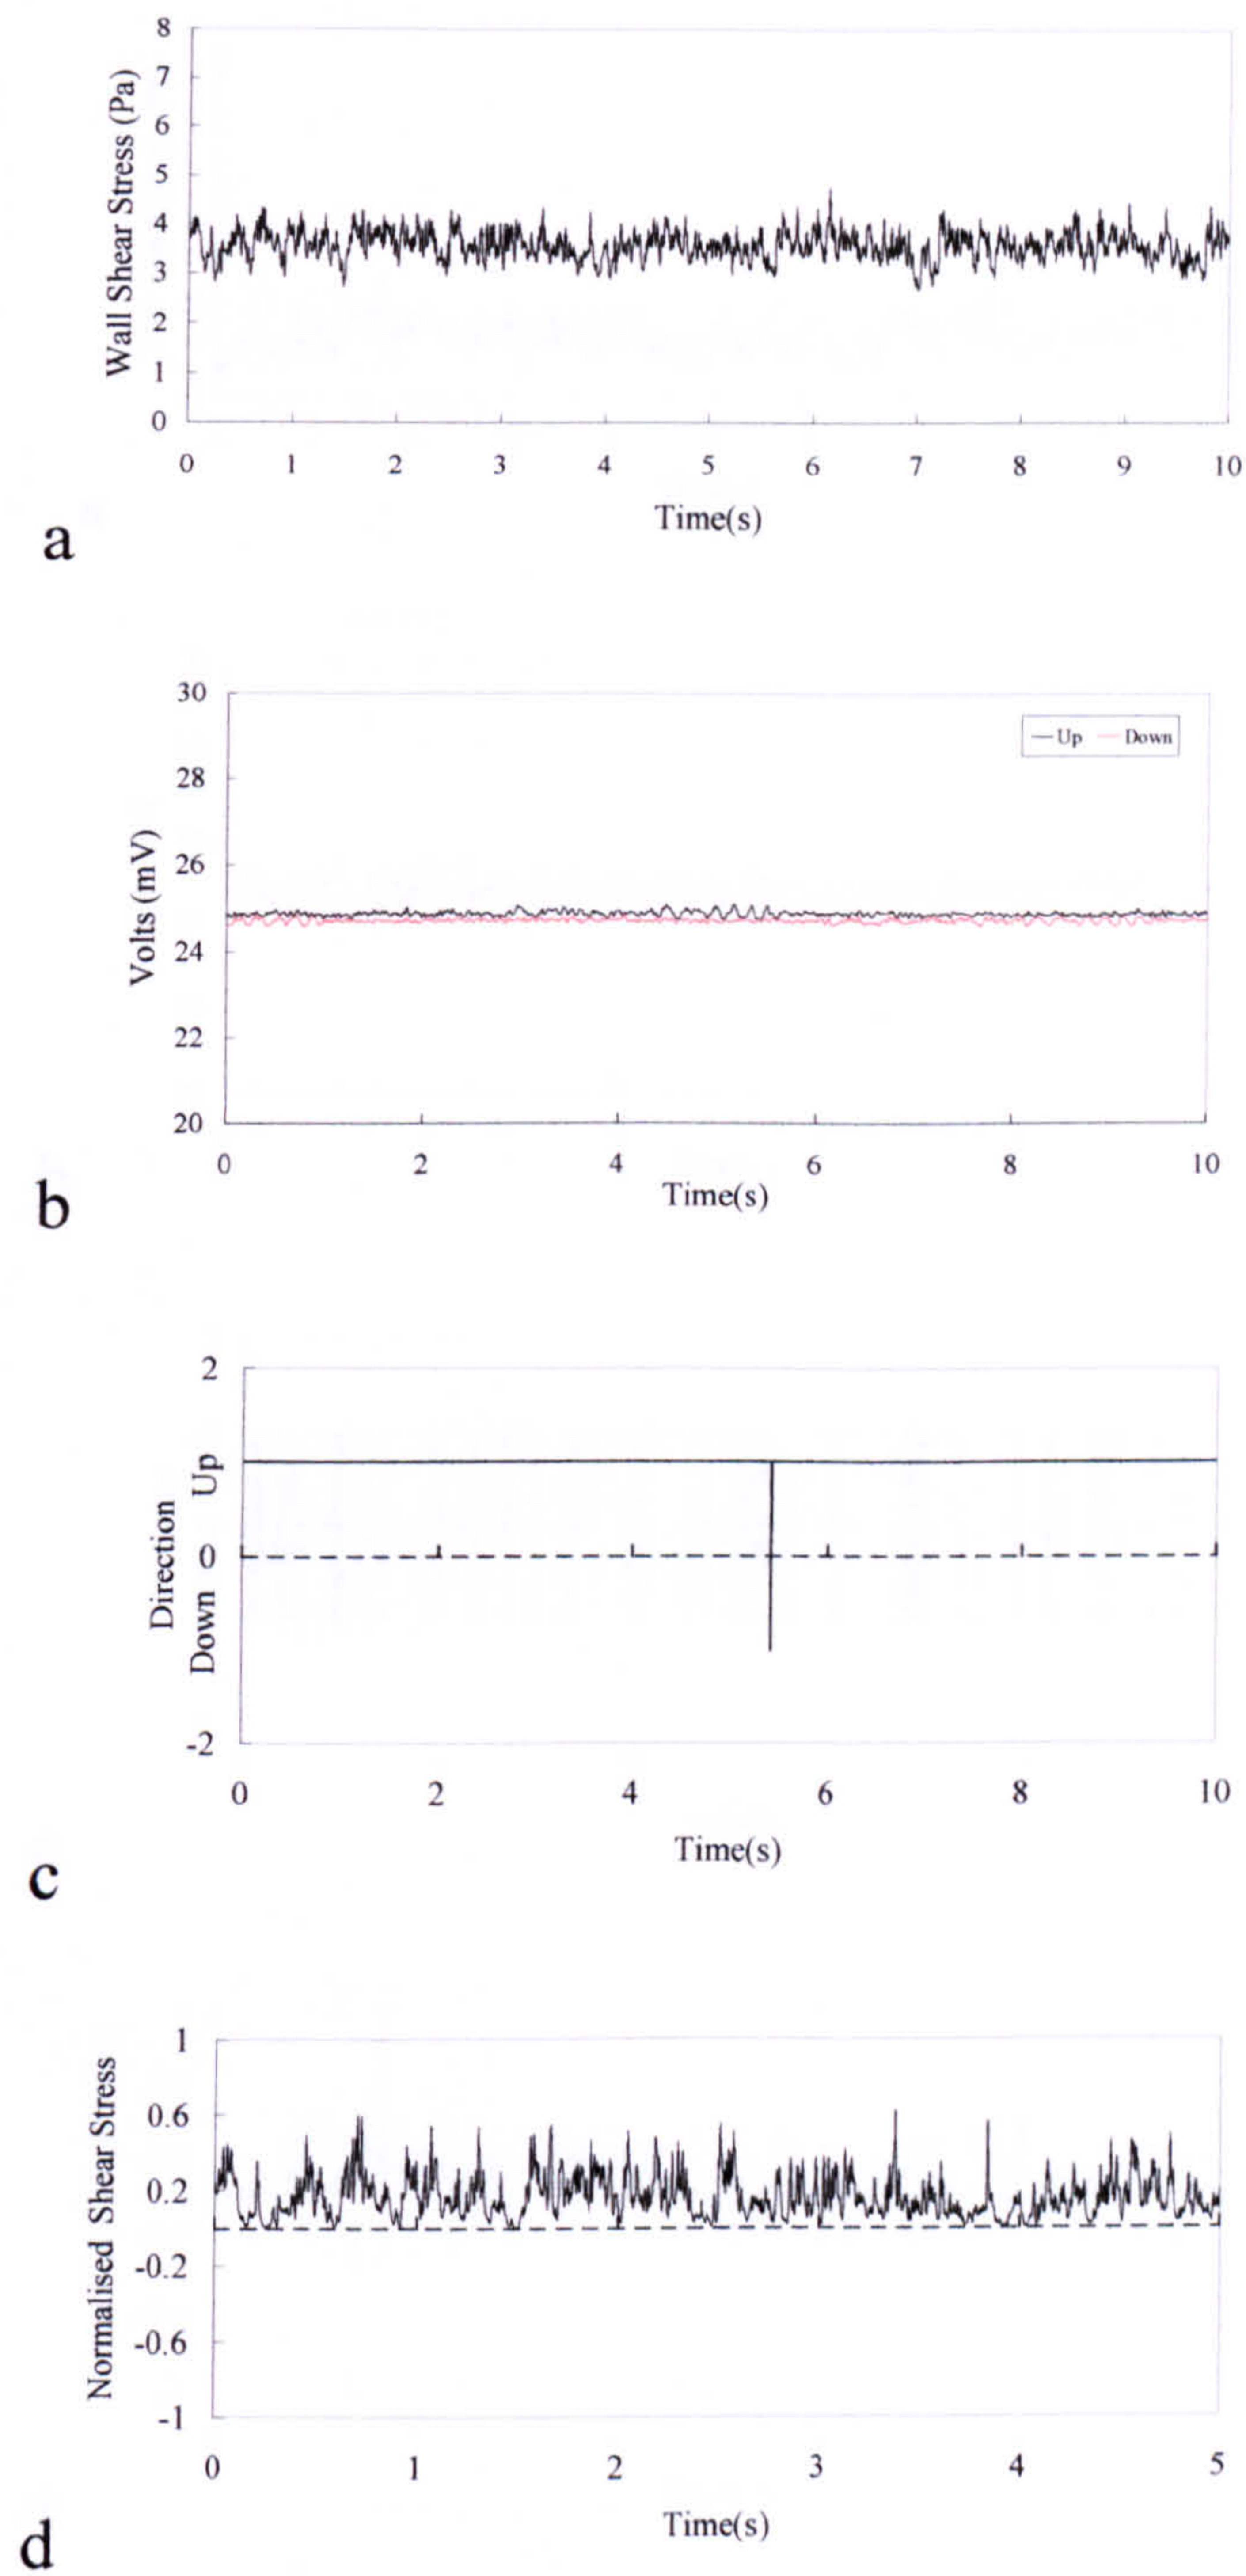 8
7
6
5
4
3
2
1
0
Wall Shear Stress (Pa)
0 1 2 3 4 5 6 7 8 9 10
Time(s)
a
30
28
26
24
22
20
Volts (mV)
Up Down
0 2 4 6 8 10
Time(s)
b
2
0
-2
Direction
Down Up
0 2 4 6 8 10
Time(s)
c
1
0.6
0.2
-0.2
-0.6
-1
Normalised Shear Stress
0 1 2 3 4 5
Time(s)
d